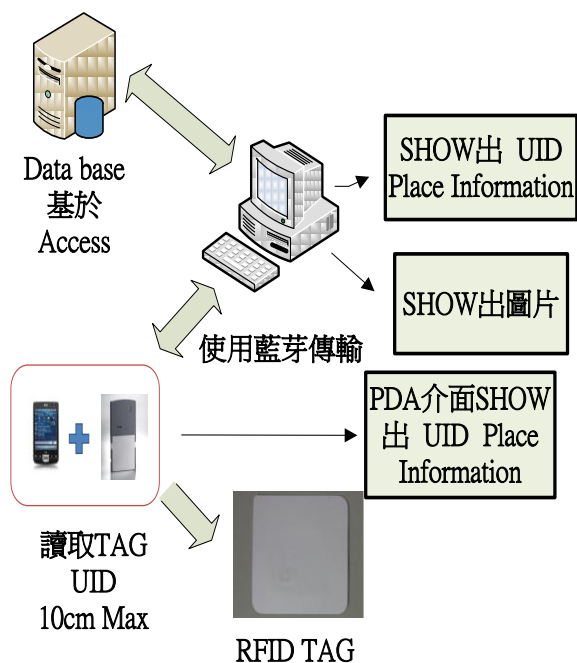 Data base
基於
Access
SHOW出 UID
Place Information
SHOW出圖片
使用藍芽傳輸
PDA介面SHOW
出 UID Place
Information
讀取TAG
UID
10cm Max
RFID TAG